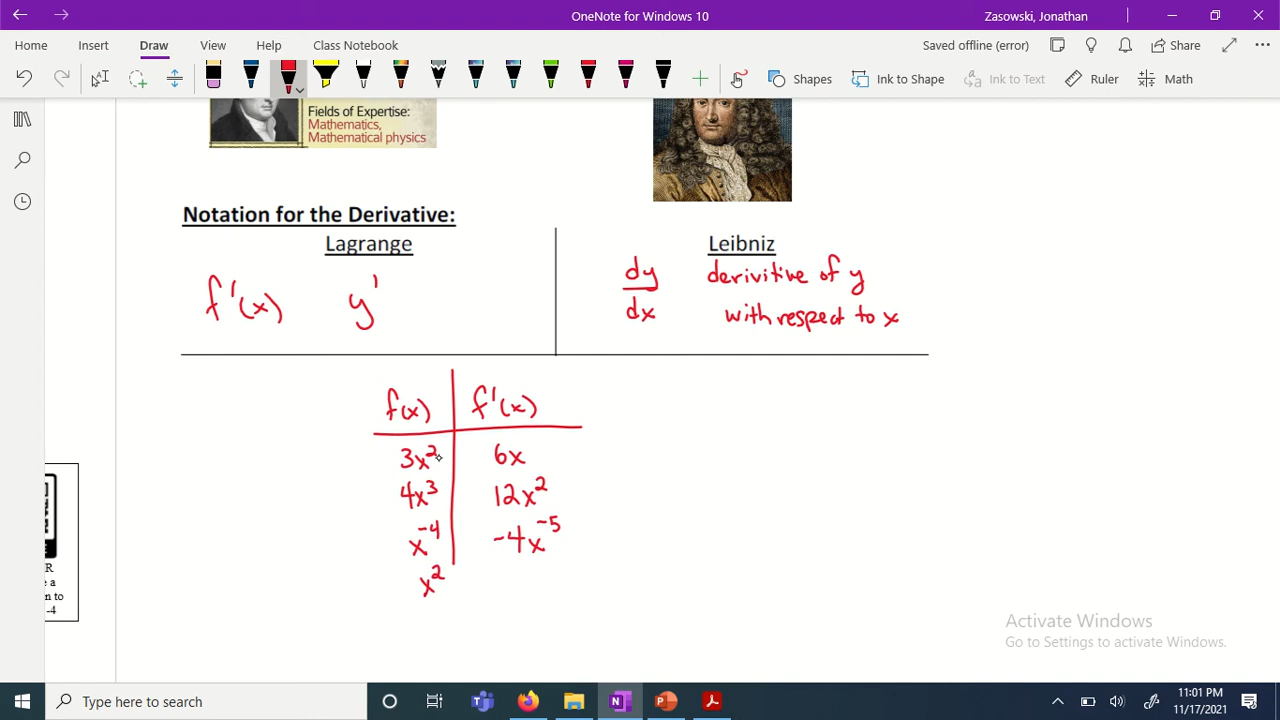 OneNote for Windows 10
Zasowski, Jonathan
Home Insert Draw View Help Class Notebook
Saved offline (error)
Share
Shapes
Ink to Shape
Ink to Text
Ruler
Math
Fields of Expertise:
Mathematics,
Mathematical physics
Notation for the Derivative:
Lagrange
Leibniz
f'(x) y'
dy/dx
derivitive of y
with respect to x
f(x) f'(x)
3x² 6x
4x³ 12x²
x⁻⁴ -4x⁻⁵
x²
R
e a
n to
-4
Activate Windows
Go to Settings to activate Windows.
Type here to search
11:01 PM
11/17/2021